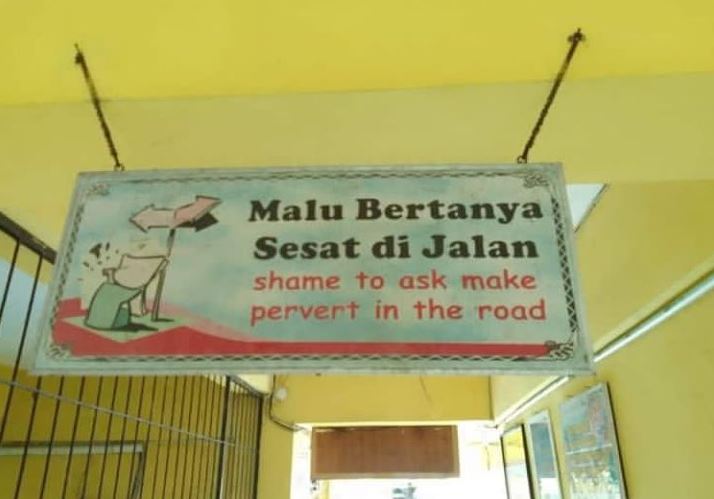 Malu Bertanya
Sesat di Jalan
shame to ask make
pervert in the road